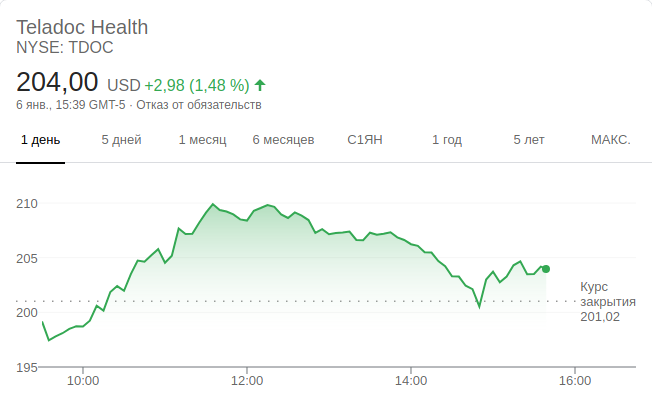 Teladoc Health
NYSE: TDOC
204,00 USD +2,98 (1,48 %)
6 янв., 15:39 GMT-5 · Отказ от обязательств
1 день 5 дней 1 месяц 6 месяцев С1ЯН 1 год 5 лет МАКС.
210
205
200
195
Курс
закрытия
201,02
10:00 12:00 14:00 16:00